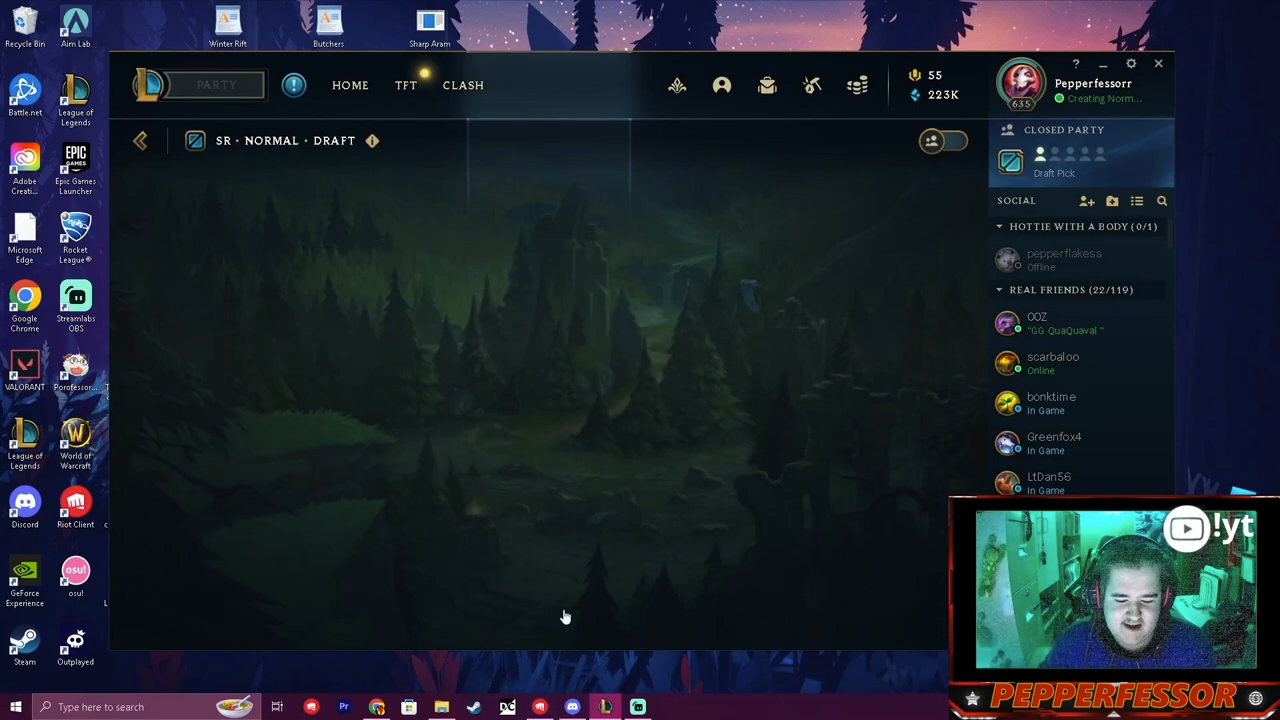 Recycle Bin
Aim Lab
Winter Rift
Butchers
Sharp Aram
Battle.net
League of
Legends
Adobe
Creati...
Epic Games
Launcher
Microsoft
Edge
Rocket
League®
Google
Chrome
Streamlabs
OBS
VALORANT
Porofessor...
League of
Legends
World of
Warcraft
Discord
Riot Client
GeForce
Experience
osu!
Steam
Outplayed
PARTY
HOME
TFT
CLASH
55
223K
635
Pepperfessorr
Creating Norm...
SR • NORMAL • DRAFT
CLOSED PARTY
Draft Pick
SOCIAL
HOTTIE WITH A BODY (0/1)
pepperflakess
Offline
REAL FRIENDS (22/119)
OOZ
"GG QuaQuaval "
scarbaloo
Online
bonktime
In Game
Greenfox4
In Game
LtDan56
In Game
!yt
PEPPERFESSOR
Type here to search